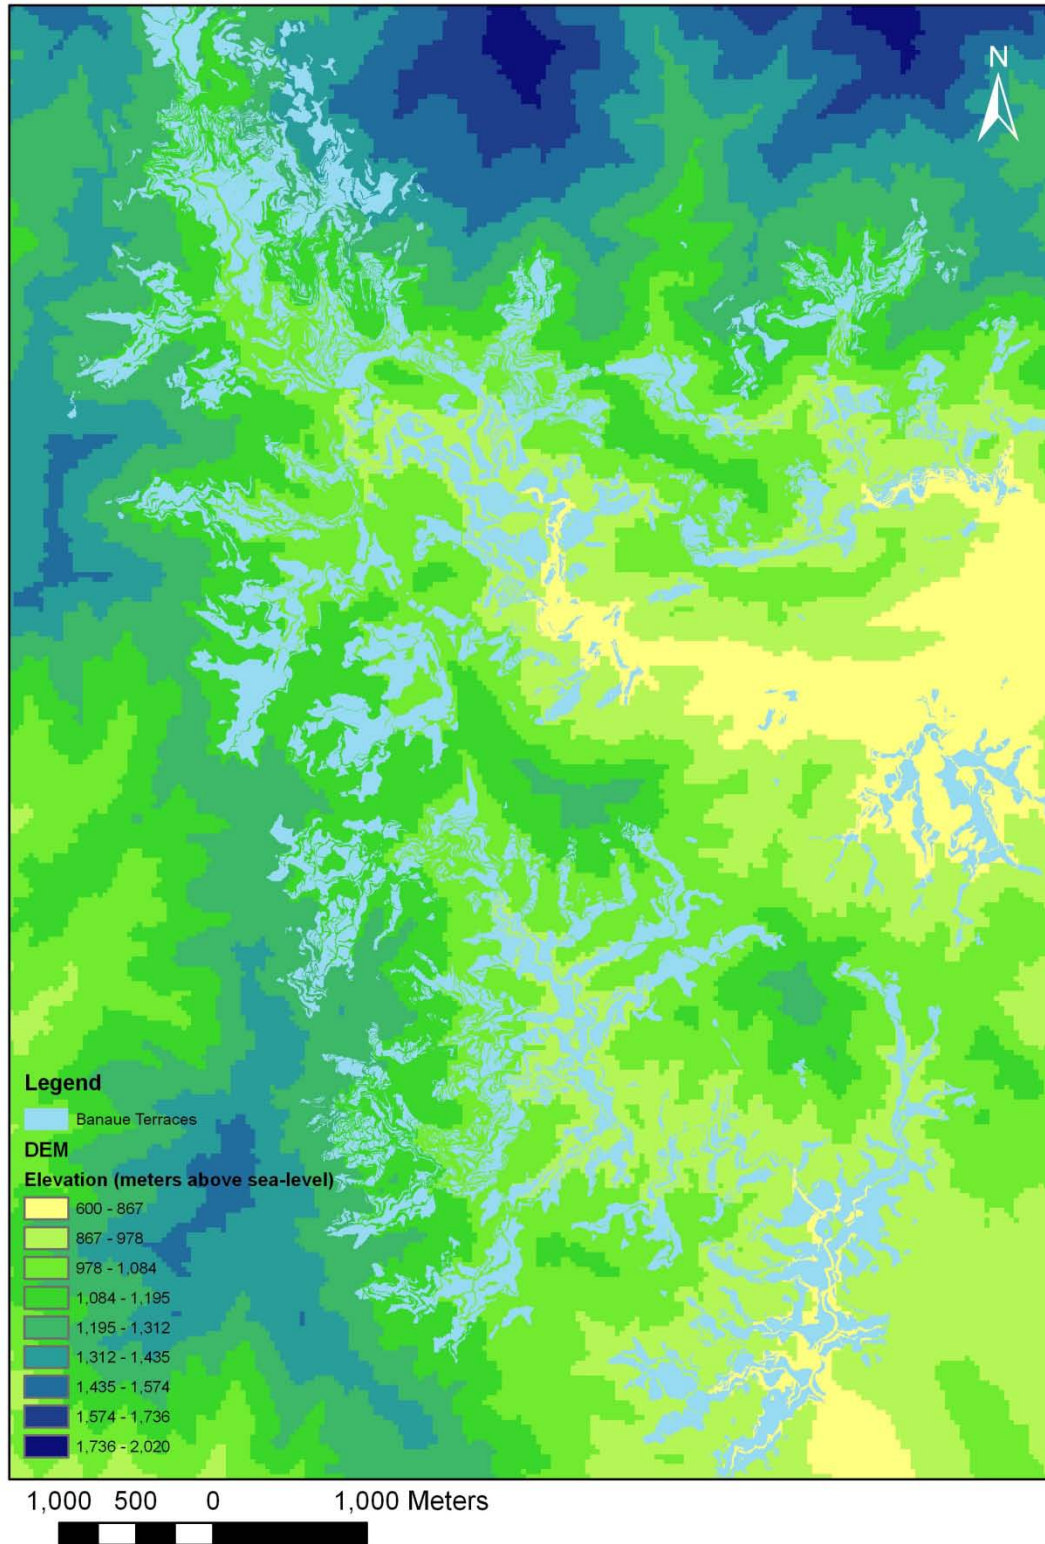 N
Legend
Banaue Terraces
DEM
Elevation (meters above sea-level)
600 - 867
867 - 978
978 - 1,084
1,084 - 1,195
1,195 - 1,312
1,312 - 1,435
1,435 - 1,574
1,574 - 1,736
1,736 - 2,020
1,000 500 0 1,000 Meters